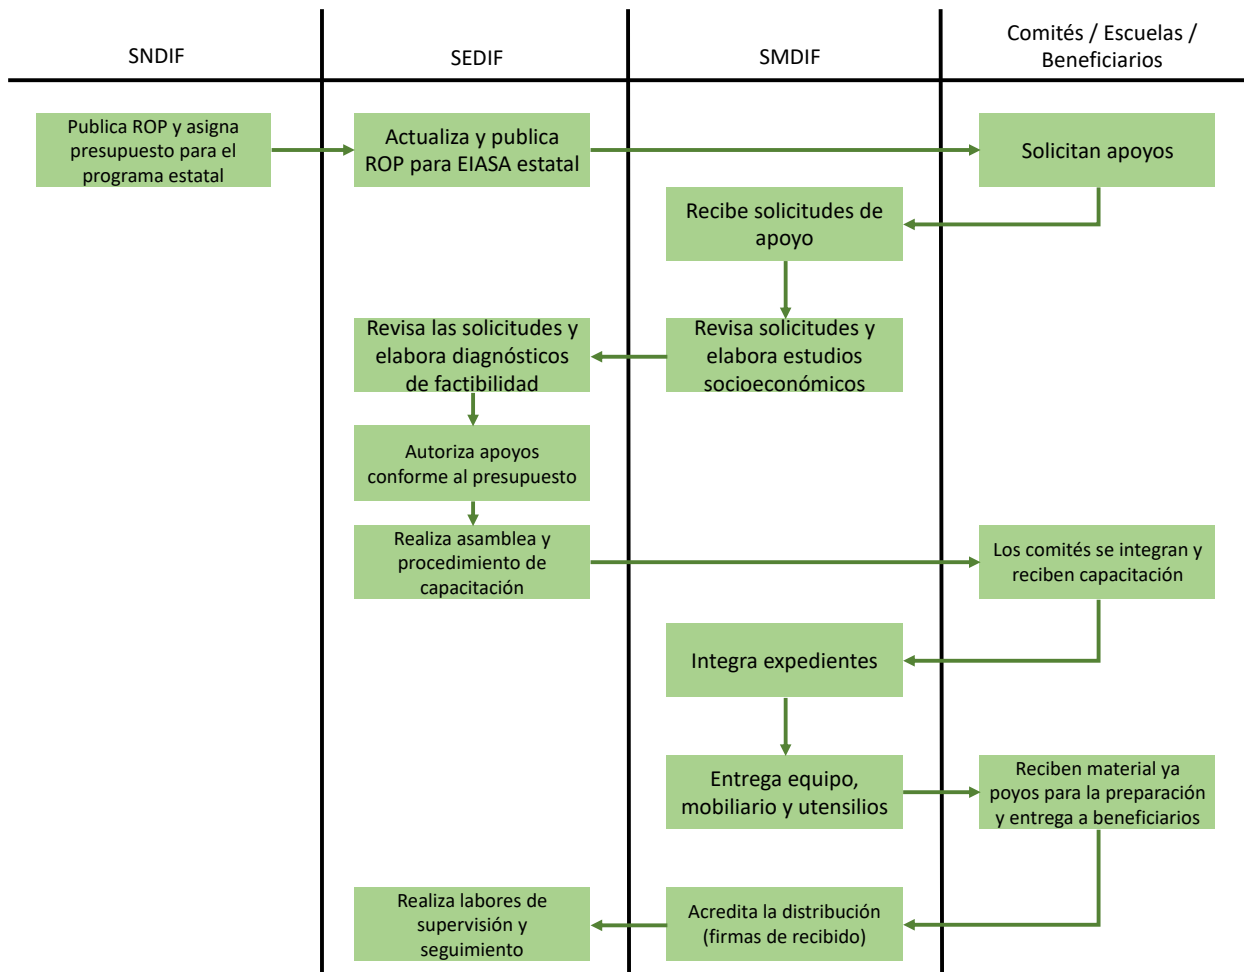 SNDIF
SEDIF
SMDIF
Comités / Escuelas /
Beneficiarios
Publica ROP y asigna
presupuesto para el
programa estatal
Actualiza y publica
ROP para EIASA estatal
Solicitan apoyos
Recibe solicitudes de
apoyo
Revisa las solicitudes y
elabora diagnósticos
de factibilidad
Revisa solicitudes y
elabora estudios
socioeconómicos
Autoriza apoyos
conforme al presupuesto
Realiza asamblea y
procedimiento de
capacitación
Los comités se integran y
reciben capacitación
Integra expedientes
Entrega equipo,
mobiliario y utensilios
Reciben material ya
poyos para la preparación
y entrega a beneficiarios
Realiza labores de
supervisión y
seguimiento
Acredita la distribución
(firmas de recibido)